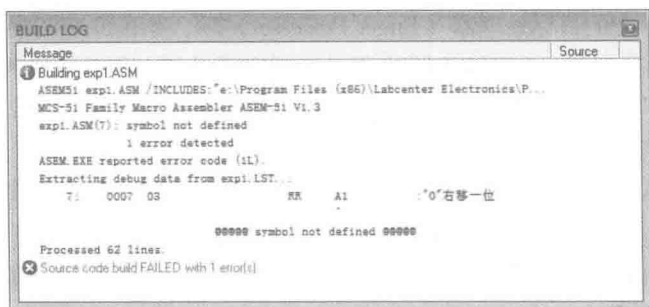 BUILD LOG
Message Source
Building exp1.ASM
ASEM51 exp1.ASM /INCLUDES:"e:\Program Files (x86)\Labcenter Electronics\P...
MCS-51 Family Macro Assembler ASEM-51 V1.3
exp1.ASM(7): symbol not defined
1 error detected
ASEM.EXE reported error code (1L).
Extracting debug data from exp1.LST...
7: 0007 03 RR A1 ;"0"右移一位
^
@@@@@ symbol not defined @@@@@
Processed 62 lines.
Source code build FAILED with 1 error(s)